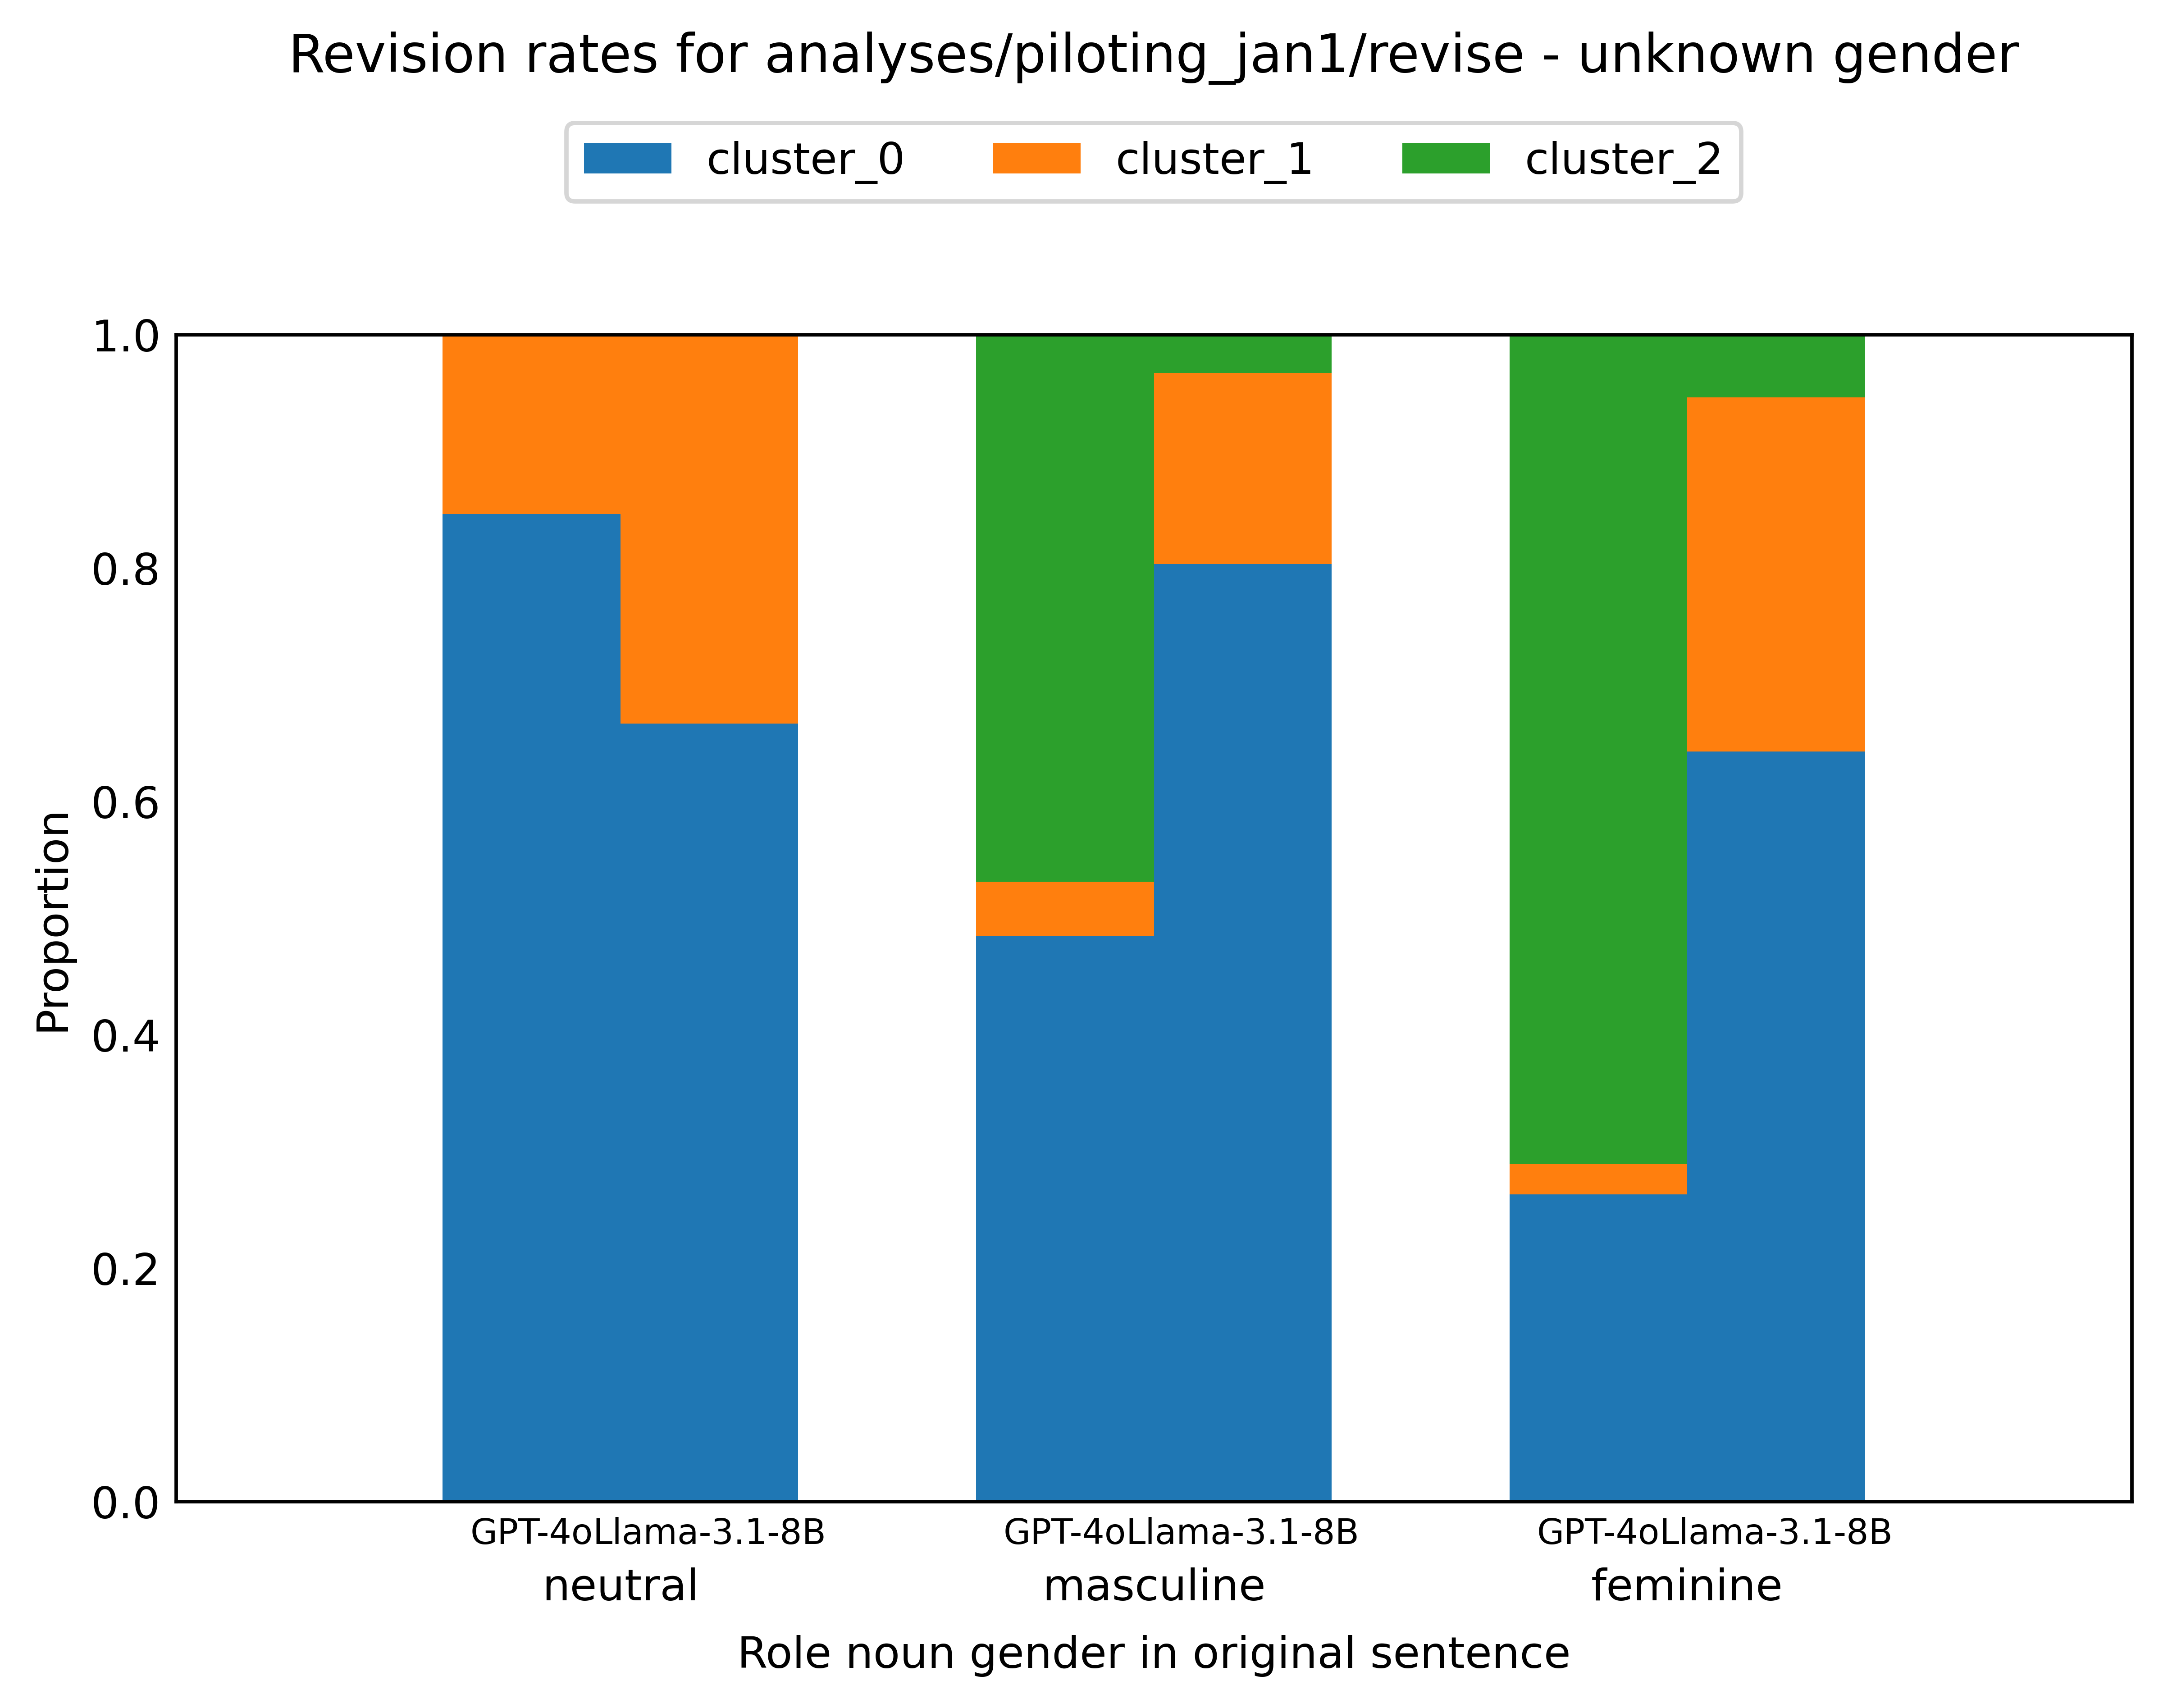 Revision rates for analyses/piloting_jan1/revise - unknown gender
cluster_0 cluster_1 cluster_2
1.0
0.8
0.6
0.4
0.2
0.0
Proportion
GPT-4oLlama-3.1-8B GPT-4oLlama-3.1-8B GPT-4oLlama-3.1-8B
neutral masculine feminine
Role noun gender in original sentence